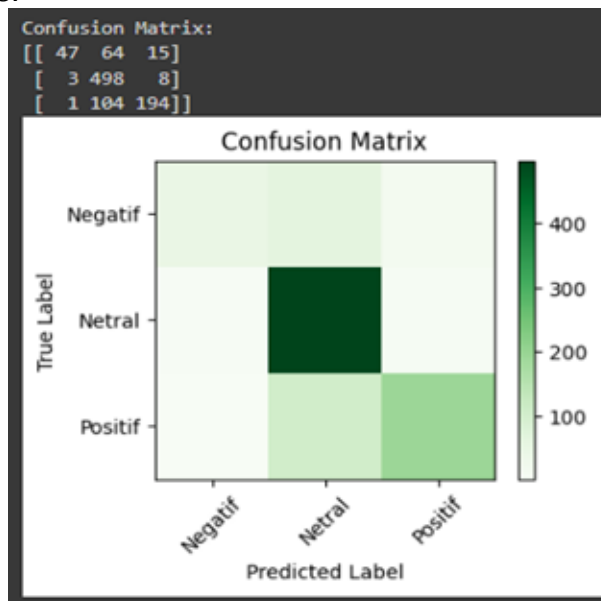 Confusion Matrix:
[[ 47 64 15]
[ 3 498 8]
[ 1 104 194]]
Confusion Matrix
Negatif
Netral
Positif
True Label
400
300
200
100
Negatif
Netral
Positif
Predicted Label